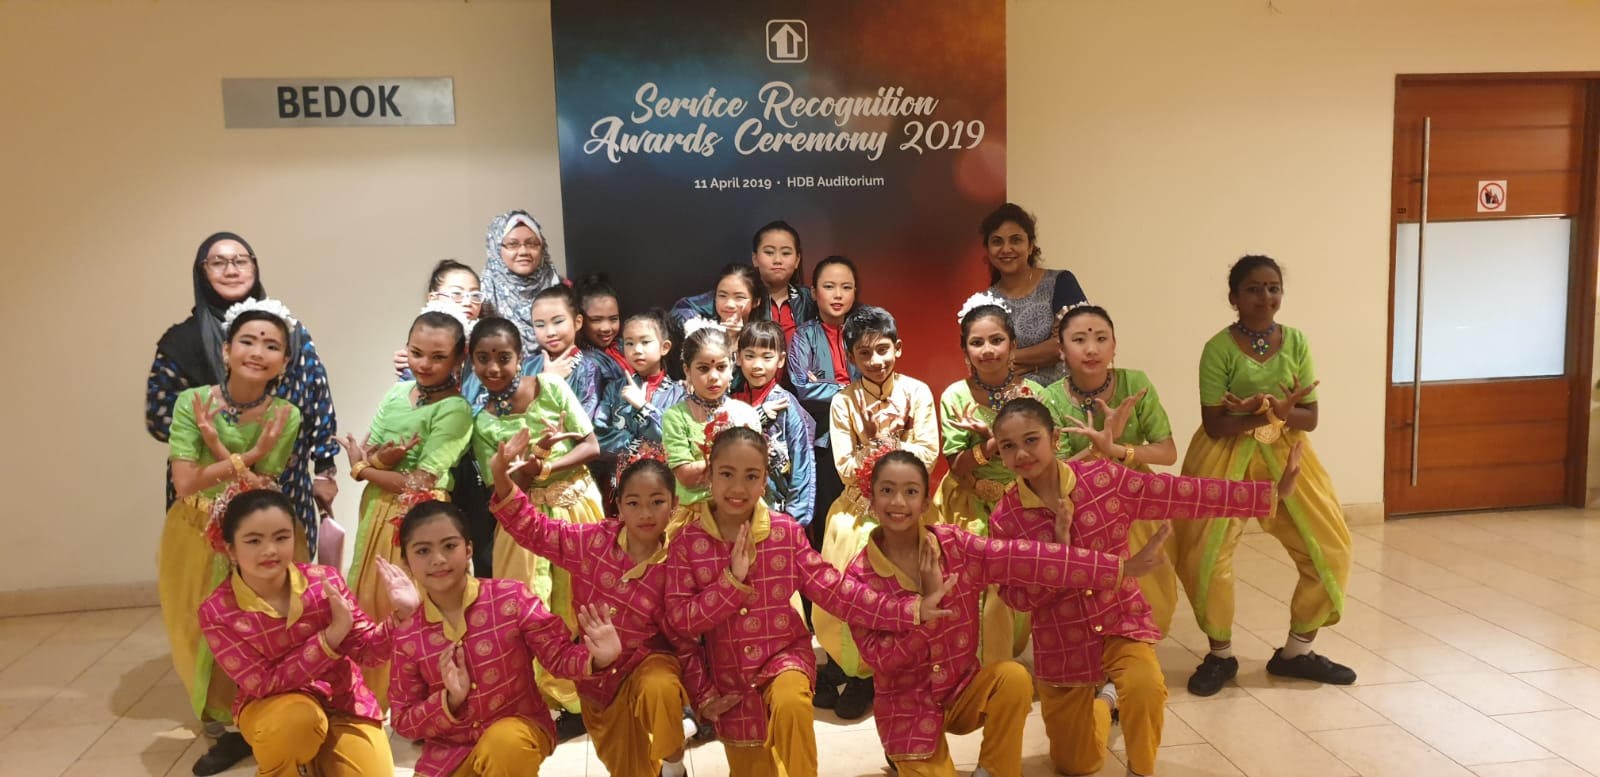 BEDOK
Service Recognition
Awards Ceremony 2019
11 April 2019 • HDB Auditorium